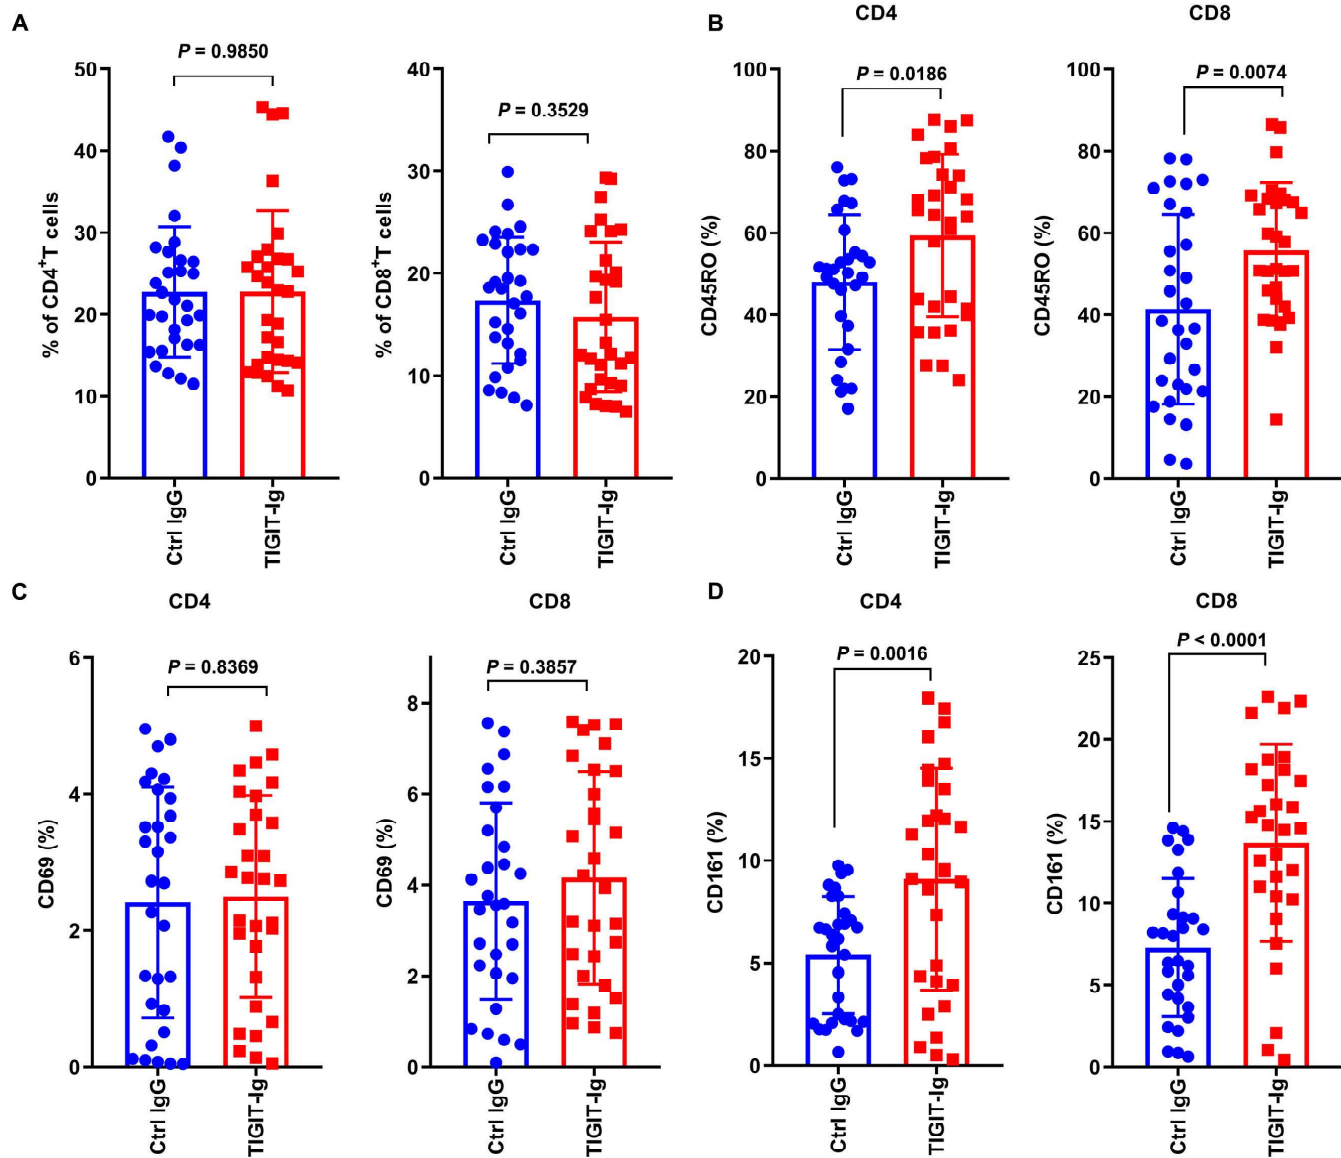 A
P = 0.9850
50
40
30
20
10
0
% of CD4+T cells
Ctrl IgG
TIGIT-Ig
P = 0.3529
40
30
20
10
0
% of CD8+T cells
Ctrl IgG
TIGIT-Ig
B
CD4
P = 0.0186
100
80
60
40
20
0
CD45RO (%)
Ctrl IgG
TIGIT-Ig
CD8
P = 0.0074
100
80
60
40
20
0
CD45RO (%)
Ctrl IgG
TIGIT-Ig
C
CD4
P = 0.8369
6
4
2
0
CD69 (%)
Ctrl IgG
TIGIT-Ig
CD8
P = 0.3857
8
6
4
2
0
CD69 (%)
Ctrl IgG
TIGIT-Ig
D
CD4
P = 0.0016
20
15
10
5
0
CD161 (%)
Ctrl IgG
TIGIT-Ig
CD8
P < 0.0001
25
20
15
10
5
0
CD161 (%)
Ctrl IgG
TIGIT-Ig